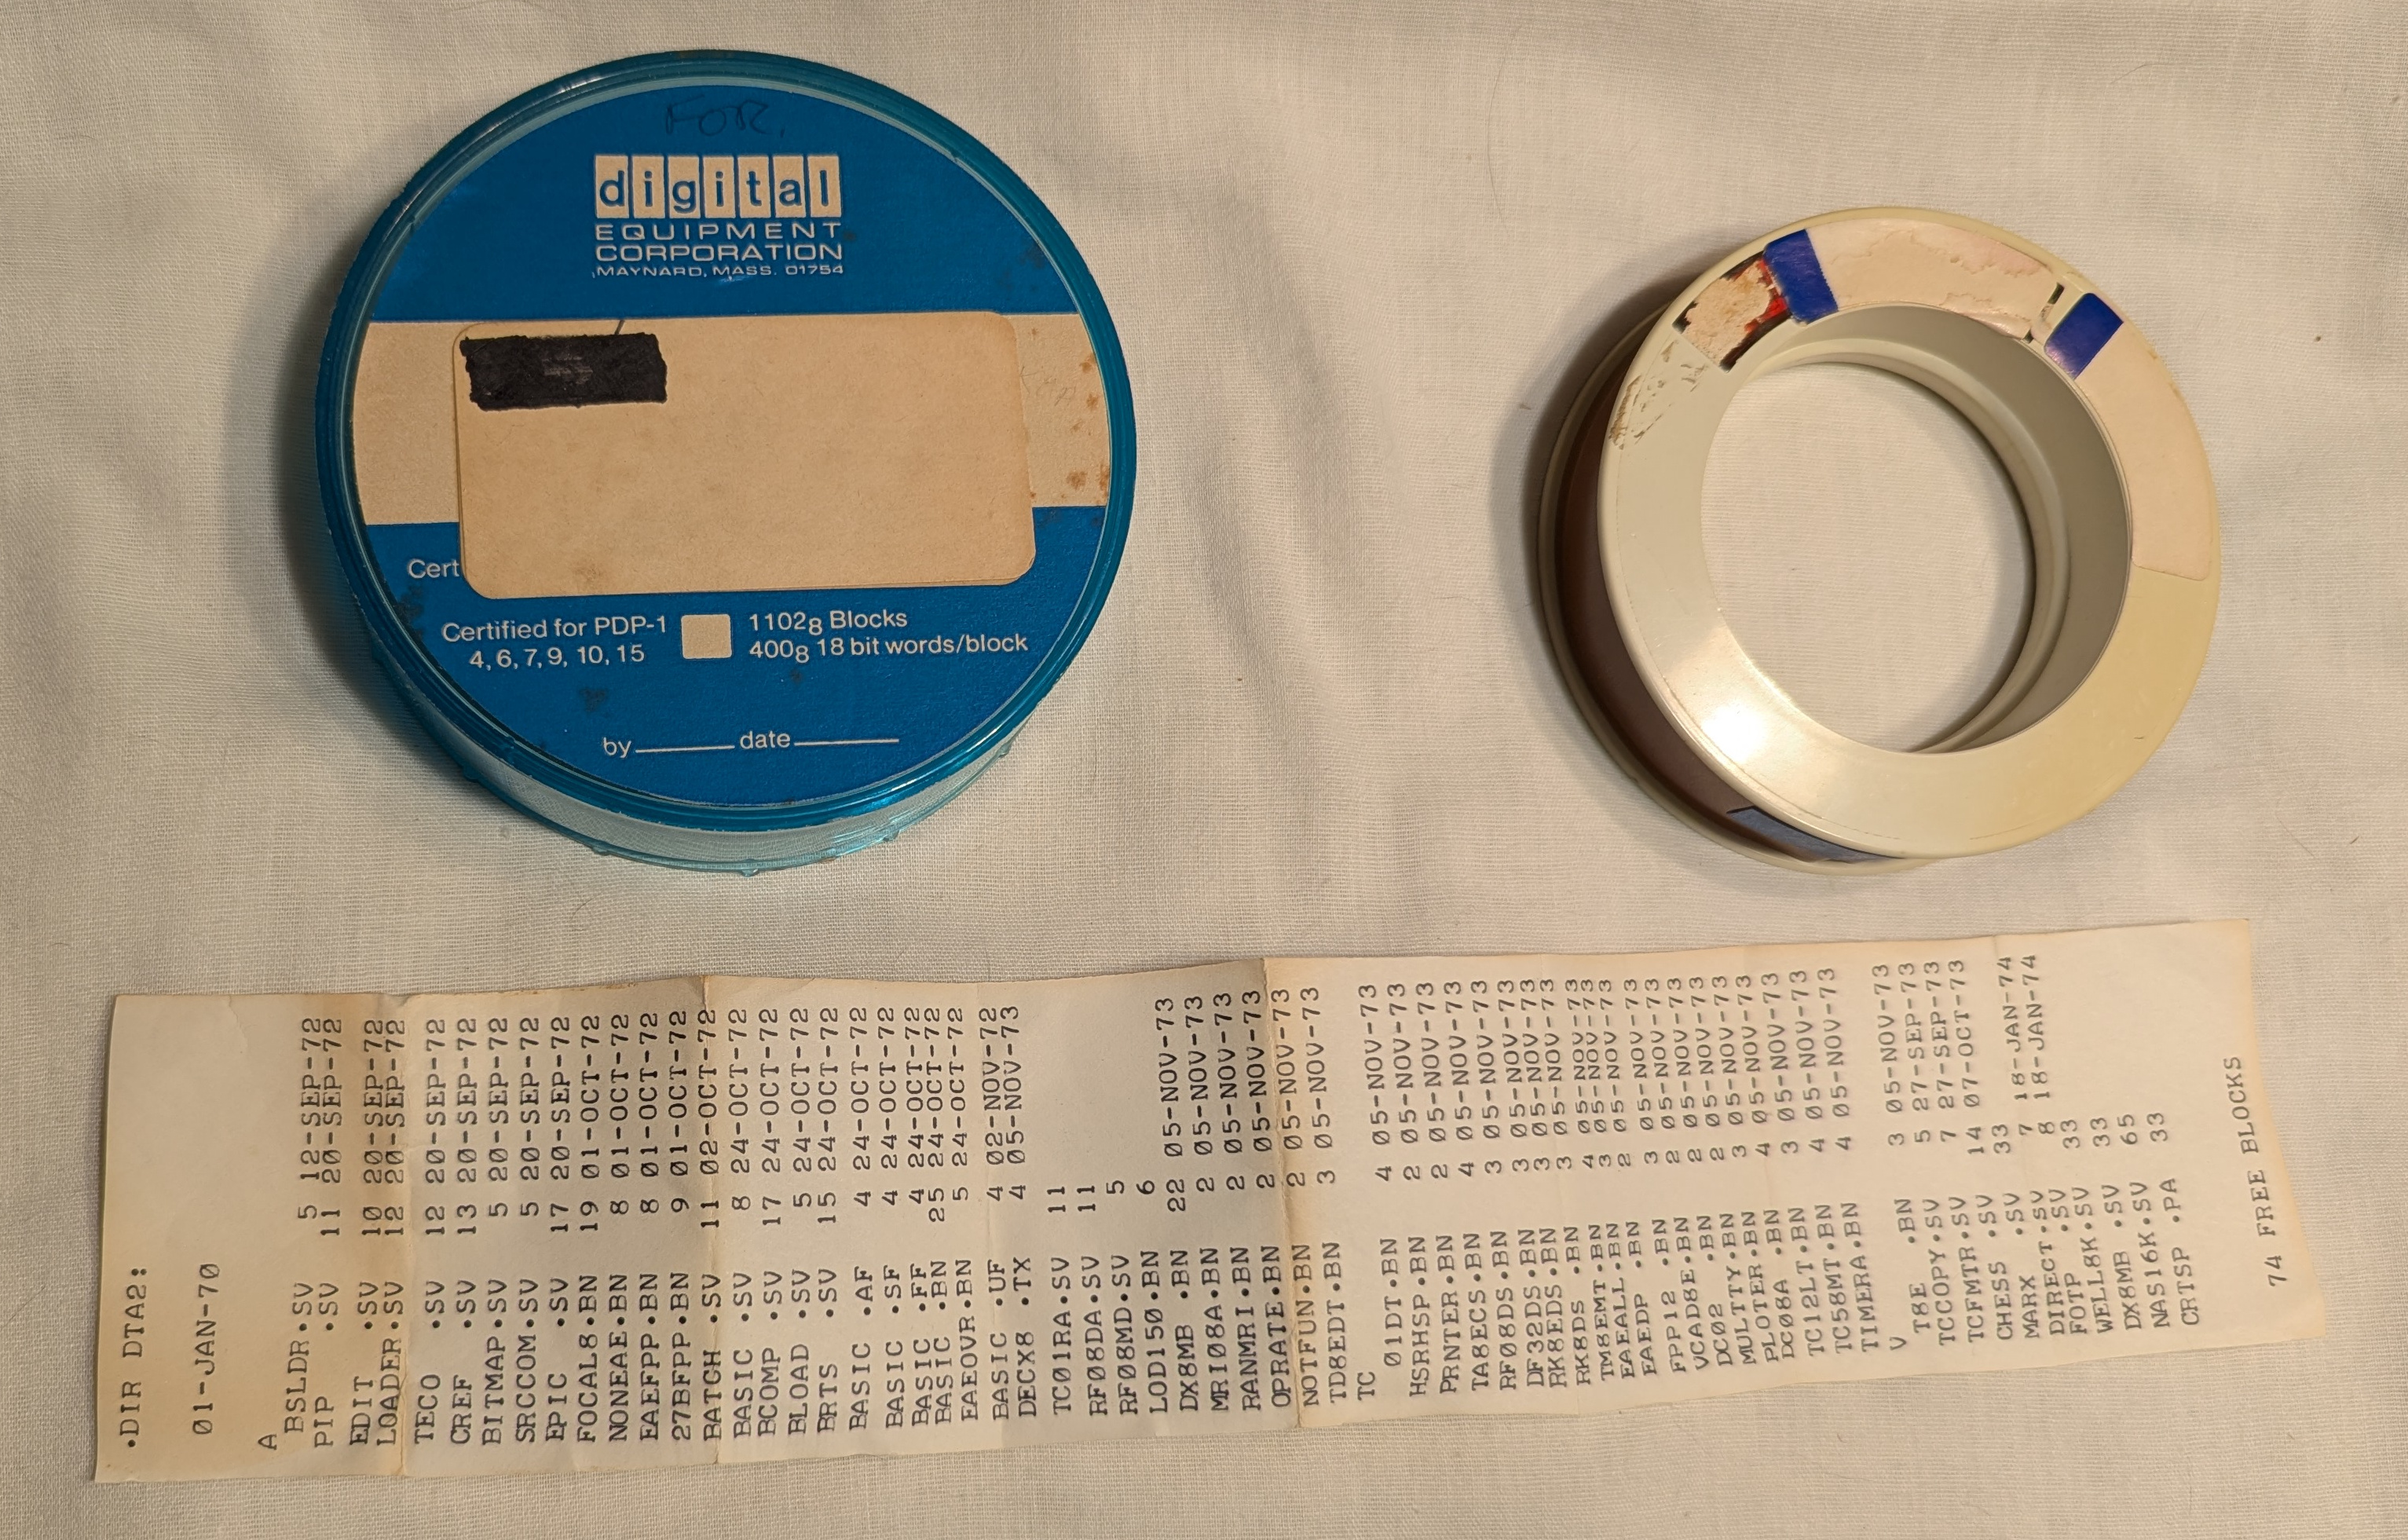 FOR.
digital
EQUIPMENT
CORPORATION
MAYNARD, MASS. 01754
Cert
Certified for PDP-1
4, 6, 7, 9, 10, 15
1102₈ Blocks
400₈ 18 bit words/block
by______ date______
.DIR DTA2:
01-JAN-70
A
BSLDR.SV 5 12-SEP-72
PIP .SV 11 20-SEP-72
EDIT .SV 10 20-SEP-72
LOADER.SV 12 20-SEP-72
TECO .SV 12 20-SEP-72
CREF .SV 13 20-SEP-72
BITMAP.SV 5 20-SEP-72
SRCCOM.SV 5 20-SEP-72
EPIC .SV 17 20-SEP-72
FOCAL8.BN 19 01-OCT-72
NONEAE.BN 8 01-OCT-72
EAEFPP.BN 8 01-OCT-72
27BFPP.BN 9 01-OCT-72
BATCH .SV 11 02-OCT-72
BASIC .SV 8 24-OCT-72
BCOMP .SV 17 24-OCT-72
BLOAD .SV 5 24-OCT-72
BRTS .SV 15 24-OCT-72
BASIC .AF 4 24-OCT-72
BASIC .SF 4 24-OCT-72
BASIC .FF 4 24-OCT-72
BASIC .BN 25 24-OCT-72
EAEOVR.BN 5 24-OCT-72
BASIC .UF 4 02-NOV-72
DECX8 .TX 4 05-NOV-73
TC01RA.SV 11
RF08DA.SV 11
RF08MD.SV 5
LOD150.BN 6
DX8MB .BN 22 05-NOV-73
MRI08A.BN 2 05-NOV-73
RANMRI.BN 2 05-NOV-73
OPRATE.BN 2 05-NOV-73
NOTFUN.BN 2 05-NOV-73
TD8EDT.BN 3 05-NOV-73
TC
01DT.BN 4 05-NOV-73
HSRHSP.BN 2 05-NOV-73
PRNTER.BN 2 05-NOV-73
TA8ECS.BN 4 05-NOV-73
RF08DS.BN 3 05-NOV-73
DF32DS.BN 3 05-NOV-73
RK8EDS.BN 3 05-NOV-73
RK8DS .BN 3 05-NOV-73
TM8EMT.BN 4 05-NOV-73
EAEALL.BN 3 05-NOV-73
EAEDP .BN 2 05-NOV-73
FPP12 .BN 3 05-NOV-73
VCAD8E.BN 2 05-NOV-73
DC02 .BN 2 05-NOV-73
MULTTY.BN 2 05-NOV-73
PLOTER.BN 3 05-NOV-73
DC08A .BN 4 05-NOV-73
TC12LT.BN 3 05-NOV-73
TC58MT.BN 4 05-NOV-73
TIMERA.BN 4 05-NOV-73
V
T8E .BN 3 05-NOV-73
TCCOPY.SV 5 27-SEP-73
TCFMTR.SV 7 27-SEP-73
CHESS .SV 14 07-OCT-73
MARX .SV 33
DIRECT.SV 7 18-JAN-74
FOTP .SV 8 18-JAN-74
WELL8K.SV 33
DX8MB .SV 33
NAS16K.SV 65
CRTSP .PA 33
74 FREE BLOCKS